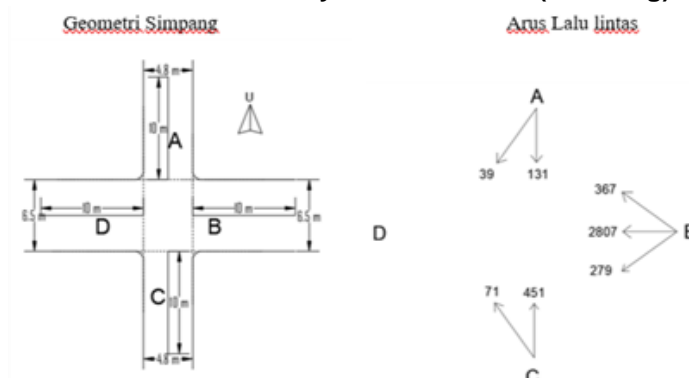 Geometri Simpang
Arus Lalu lintas
4.8 m
U
10 m
A
A
39
131
367
6.5 m
10 m
10 m
6.5 m
D
B
D
2807
279
C
10 m
71
451
4.8 m
C